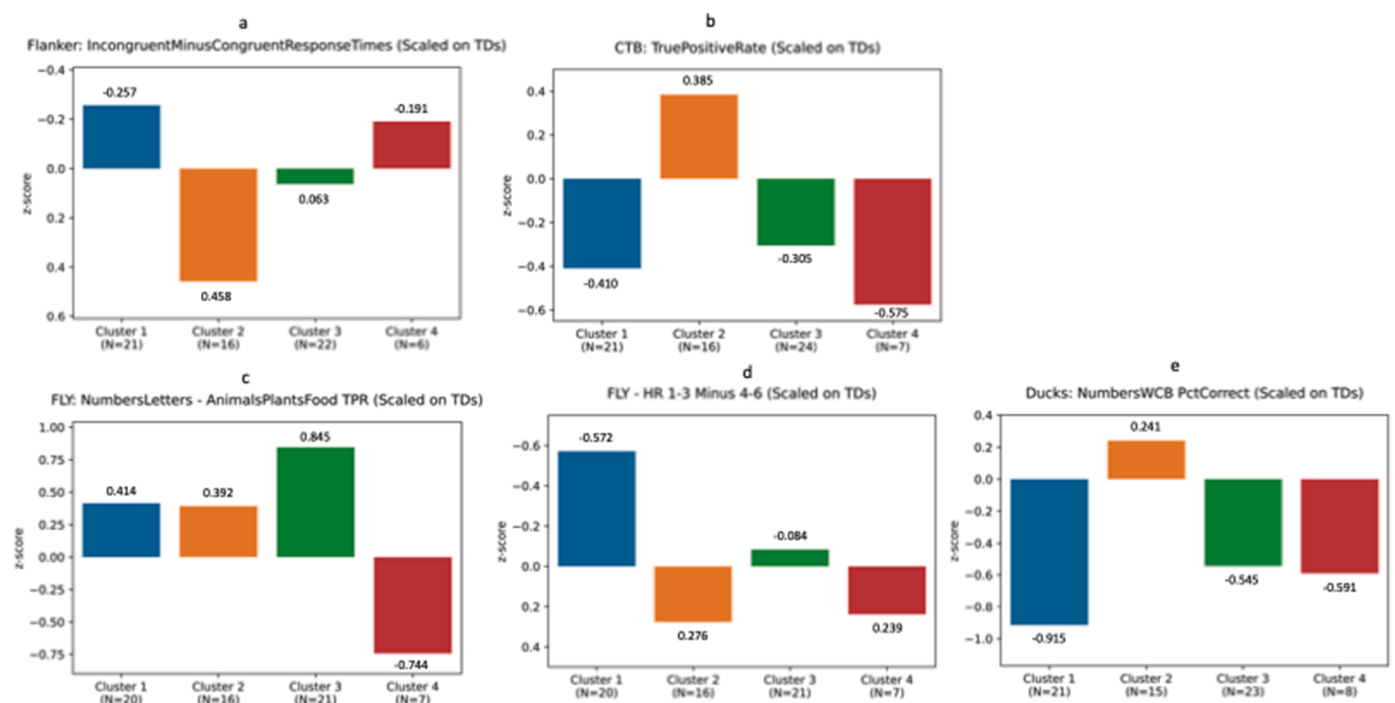 a
Flanker: IncongruentMinusCongruentResponseTimes (Scaled on TDs)
z-score
−0.4
−0.2
0.0
0.2
0.4
0.6
-0.257
0.458
0.063
-0.191
Cluster 1 Cluster 2 Cluster 3 Cluster 4
(N=21) (N=16) (N=22) (N=6)
b
CTB: TruePositiveRate (Scaled on TDs)
z-score
0.4
0.2
0.0
−0.2
−0.4
−0.6
-0.410
0.385
-0.305
-0.575
Cluster 1 Cluster 2 Cluster 3 Cluster 4
(N=21) (N=16) (N=24) (N=7)
c
FLY: NumbersLetters - AnimalsPlantsFood TPR (Scaled on TDs)
z-score
1.00
0.75
0.50
0.25
0.00
−0.25
−0.50
−0.75
0.414
0.392
0.845
-0.744
Cluster 1 Cluster 2 Cluster 3 Cluster 4
(N=20) (N=16) (N=21) (N=7)
d
FLY - HR 1-3 Minus 4-6 (Scaled on TDs)
z-score
−0.6
−0.4
−0.2
0.0
0.2
0.4
-0.572
0.276
-0.084
0.239
Cluster 1 Cluster 2 Cluster 3 Cluster 4
(N=20) (N=16) (N=21) (N=7)
e
Ducks: NumbersWCB PctCorrect (Scaled on TDs)
z-score
0.4
0.2
0.0
−0.2
−0.4
−0.6
−0.8
−1.0
-0.915
0.241
-0.545
-0.591
Cluster 1 Cluster 2 Cluster 3 Cluster 4
(N=21) (N=15) (N=23) (N=8)